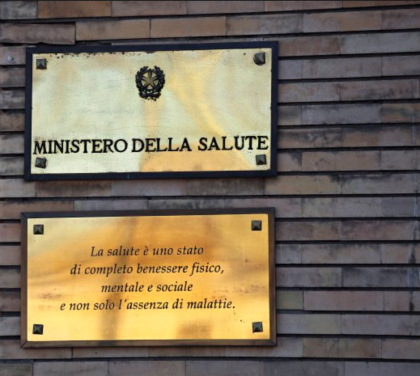 MINISTERO DELLA SALUTE
La salute è uno stato
di completo benessere fisico,
mentale e sociale
e non solo l'assenza di malattie.